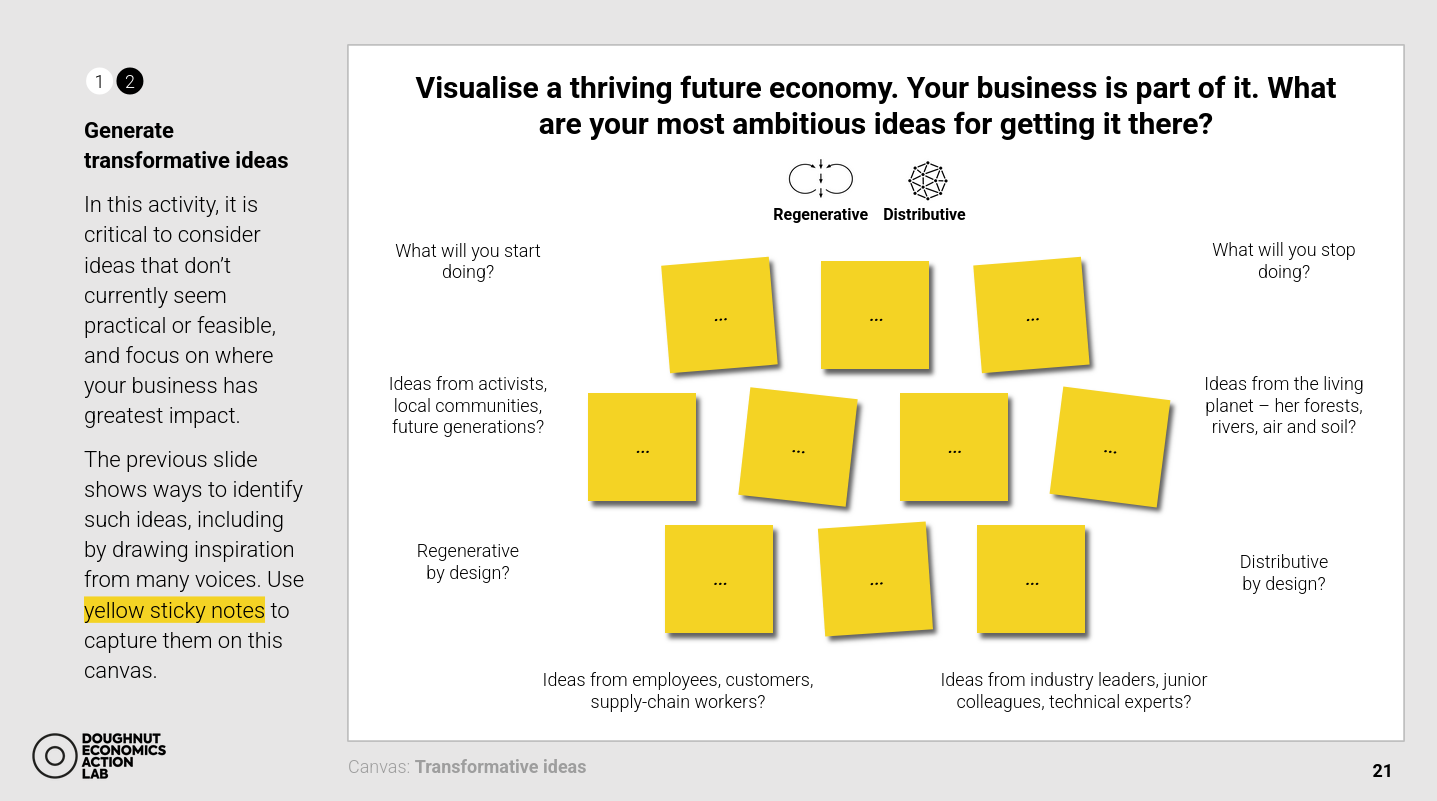 1 2
Generate
transformative ideas
In this activity, it is
critical to consider
ideas that don’t
currently seem
practical or feasible,
and focus on where
your business has
greatest impact.
The previous slide
shows ways to identify
such ideas, including
by drawing inspiration
from many voices. Use
yellow sticky notes to
capture them on this
canvas.
DOUGHNUT
ECONOMICS
ACTION
LAB
Visualise a thriving future economy. Your business is part of it. What
are your most ambitious ideas for getting it there?
Regenerative Distributive
What will you start
doing?
What will you stop
doing?
...
...
...
Ideas from activists,
local communities,
future generations?
Ideas from the living
planet – her forests,
rivers, air and soil?
...
...
...
...
Regenerative
by design?
Distributive
by design?
...
...
...
Ideas from employees, customers,
supply-chain workers?
Ideas from industry leaders, junior
colleagues, technical experts?
Canvas: Transformative ideas
21